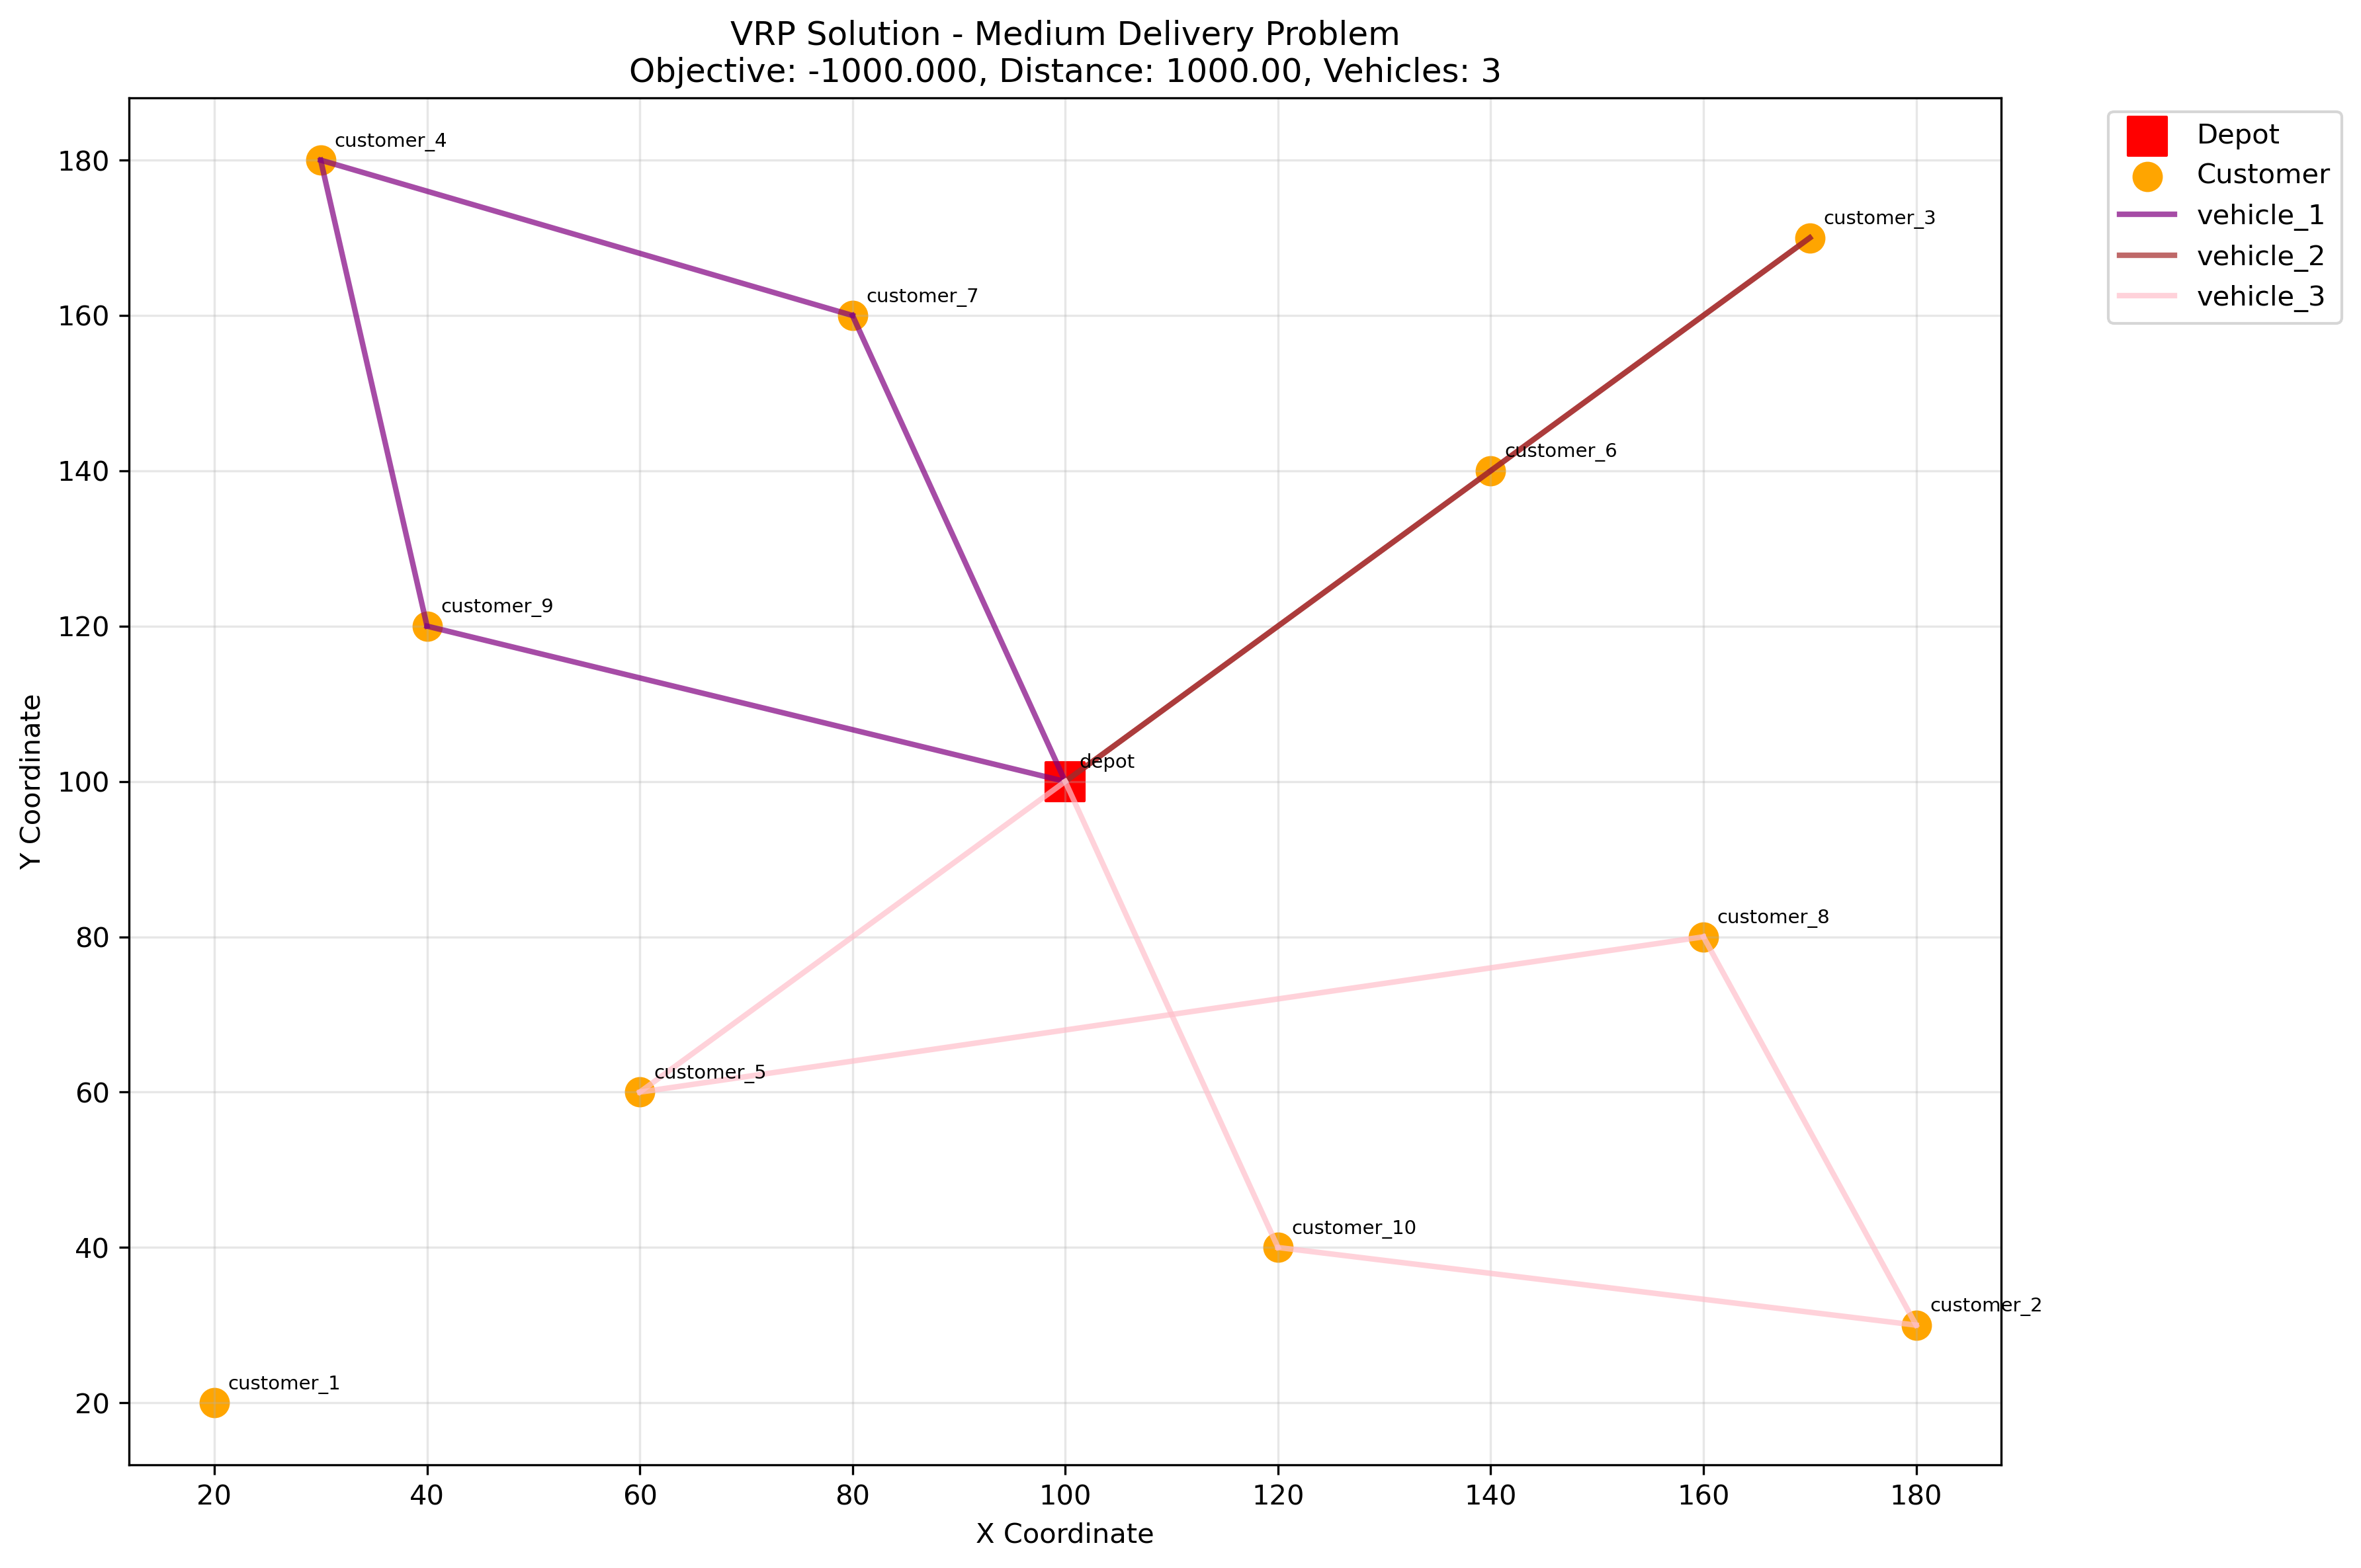 VRP Solution - Medium Delivery Problem
Objective: -1000.000, Distance: 1000.00, Vehicles: 3
Depot
Customer
vehicle_1
vehicle_2
vehicle_3
customer_4
customer_3
customer_7
customer_6
customer_9
depot
customer_8
customer_5
customer_10
customer_2
customer_1
Y Coordinate
180
160
140
120
100
80
60
40
20
20 40 60 80 100 120 140 160 180
X Coordinate